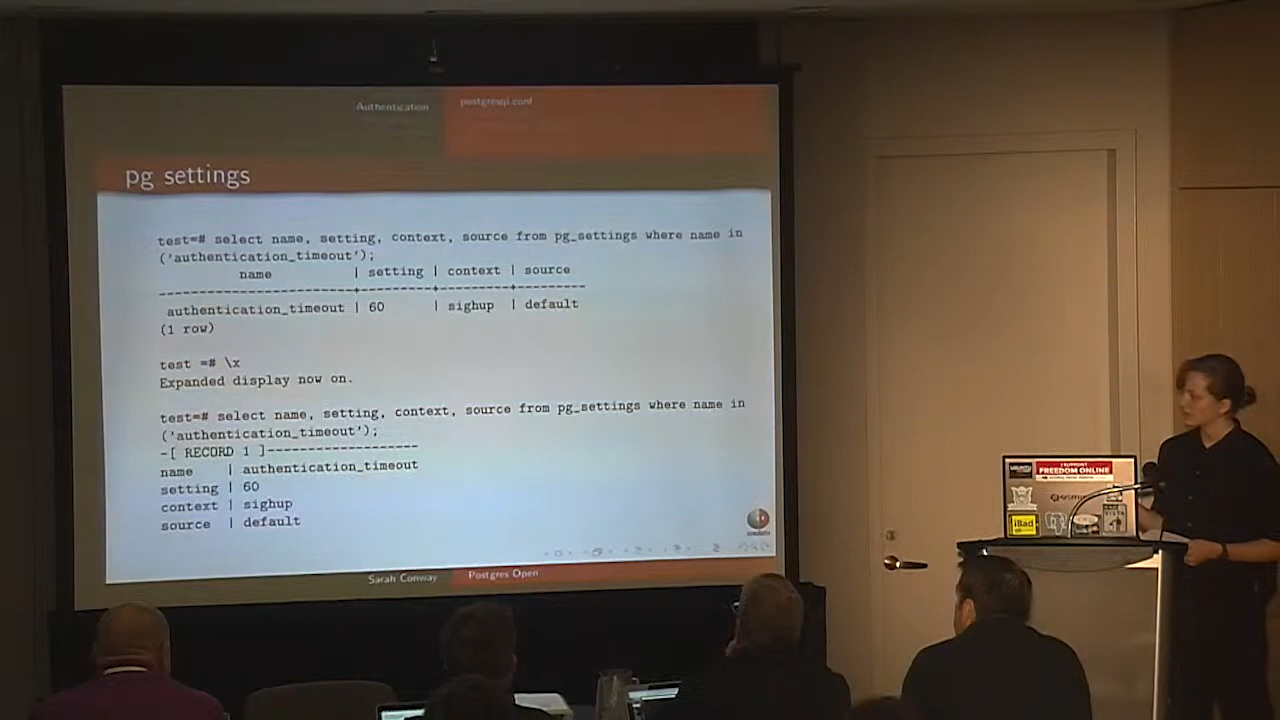 Authentication
postgresql.conf
pg settings
test=# select name, setting, context, source from pg_settings where name in
('authentication_timeout');
name | setting | context | source
------------------------+---------+---------+---------
authentication_timeout | 60 | sighup | default
(1 row)
test =# \x
Expanded display now on.
test=# select name, setting, context, source from pg_settings where name in
('authentication_timeout');
-[ RECORD 1 ]-------------------
name | authentication_timeout
setting | 60
context | sighup
source | default
Sarah Conway
Postgres Open
I SUPPORT
FREEDOM ONLINE
iBad